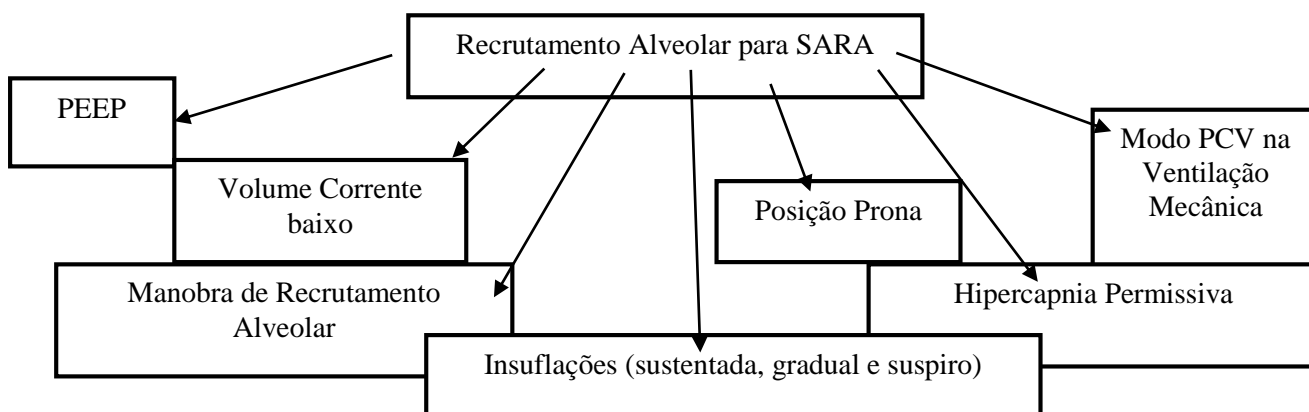 Recrutamento Alveolar para SARA
PEEP
Volume Corrente
baixo
Manobra de Recrutamento
Alveolar
Insuflações (sustentada, gradual e suspiro)
Posição Prona
Hipercapnia Permissiva
Modo PCV na
Ventilação
Mecânica